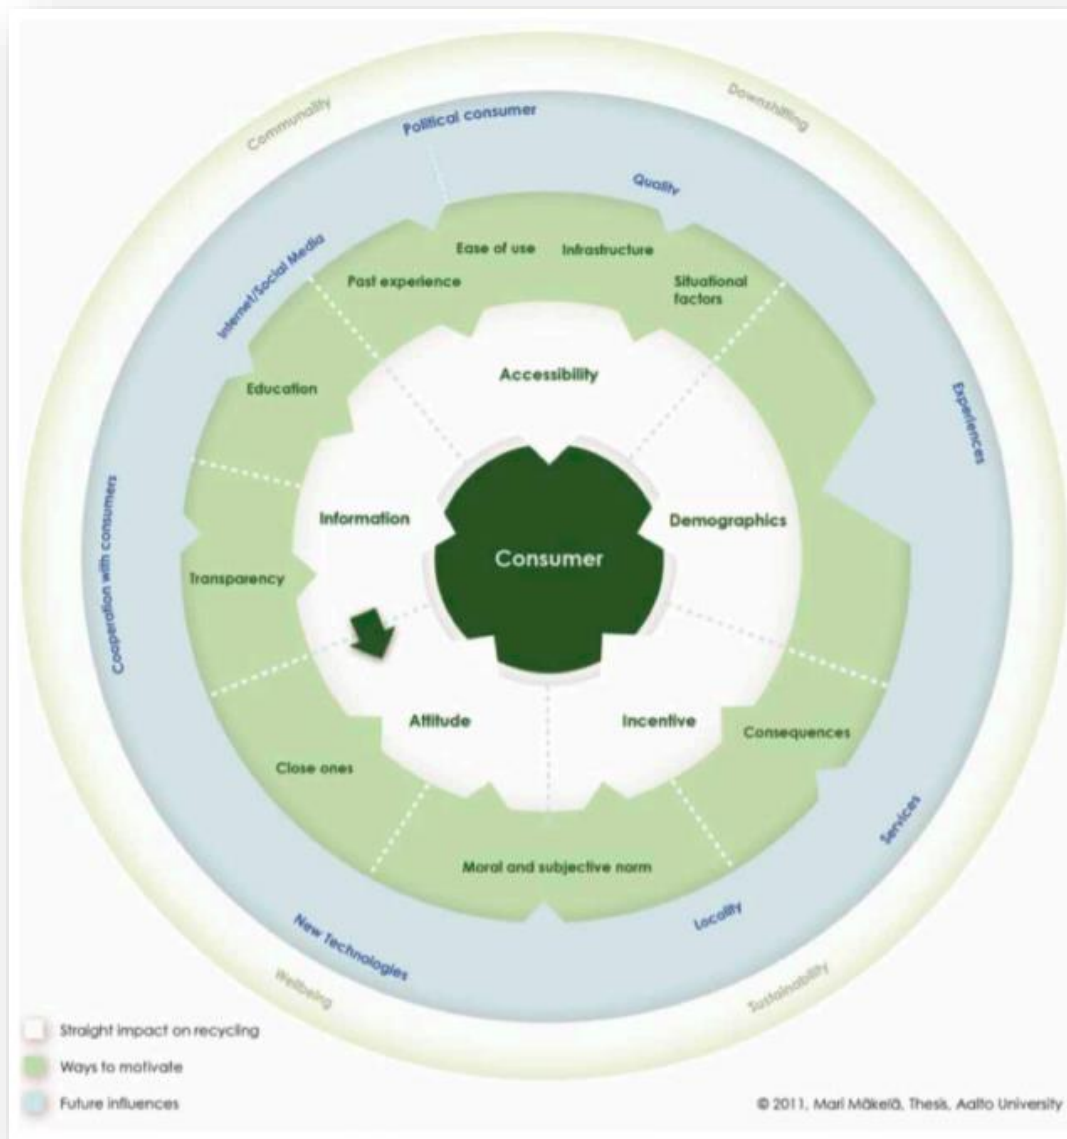 Communality
Downshifting
Political consumer
Quality
Ease of use
Infrastructure
Internet/Social Media
Past experience
Situational
factors
Accessibility
Education
Experiences
Information
Demographics
Cooperation with consumers
Consumer
Transparency
Attitude
Incentive
Consequences
Close ones
Services
Moral and subjective norm
Locality
New Technologies
Wellbeing
Sustainability
Straight impact on recycling
Ways to motivate
Future influences
© 2011, Mari Mäkelä, Thesis, Aalto University